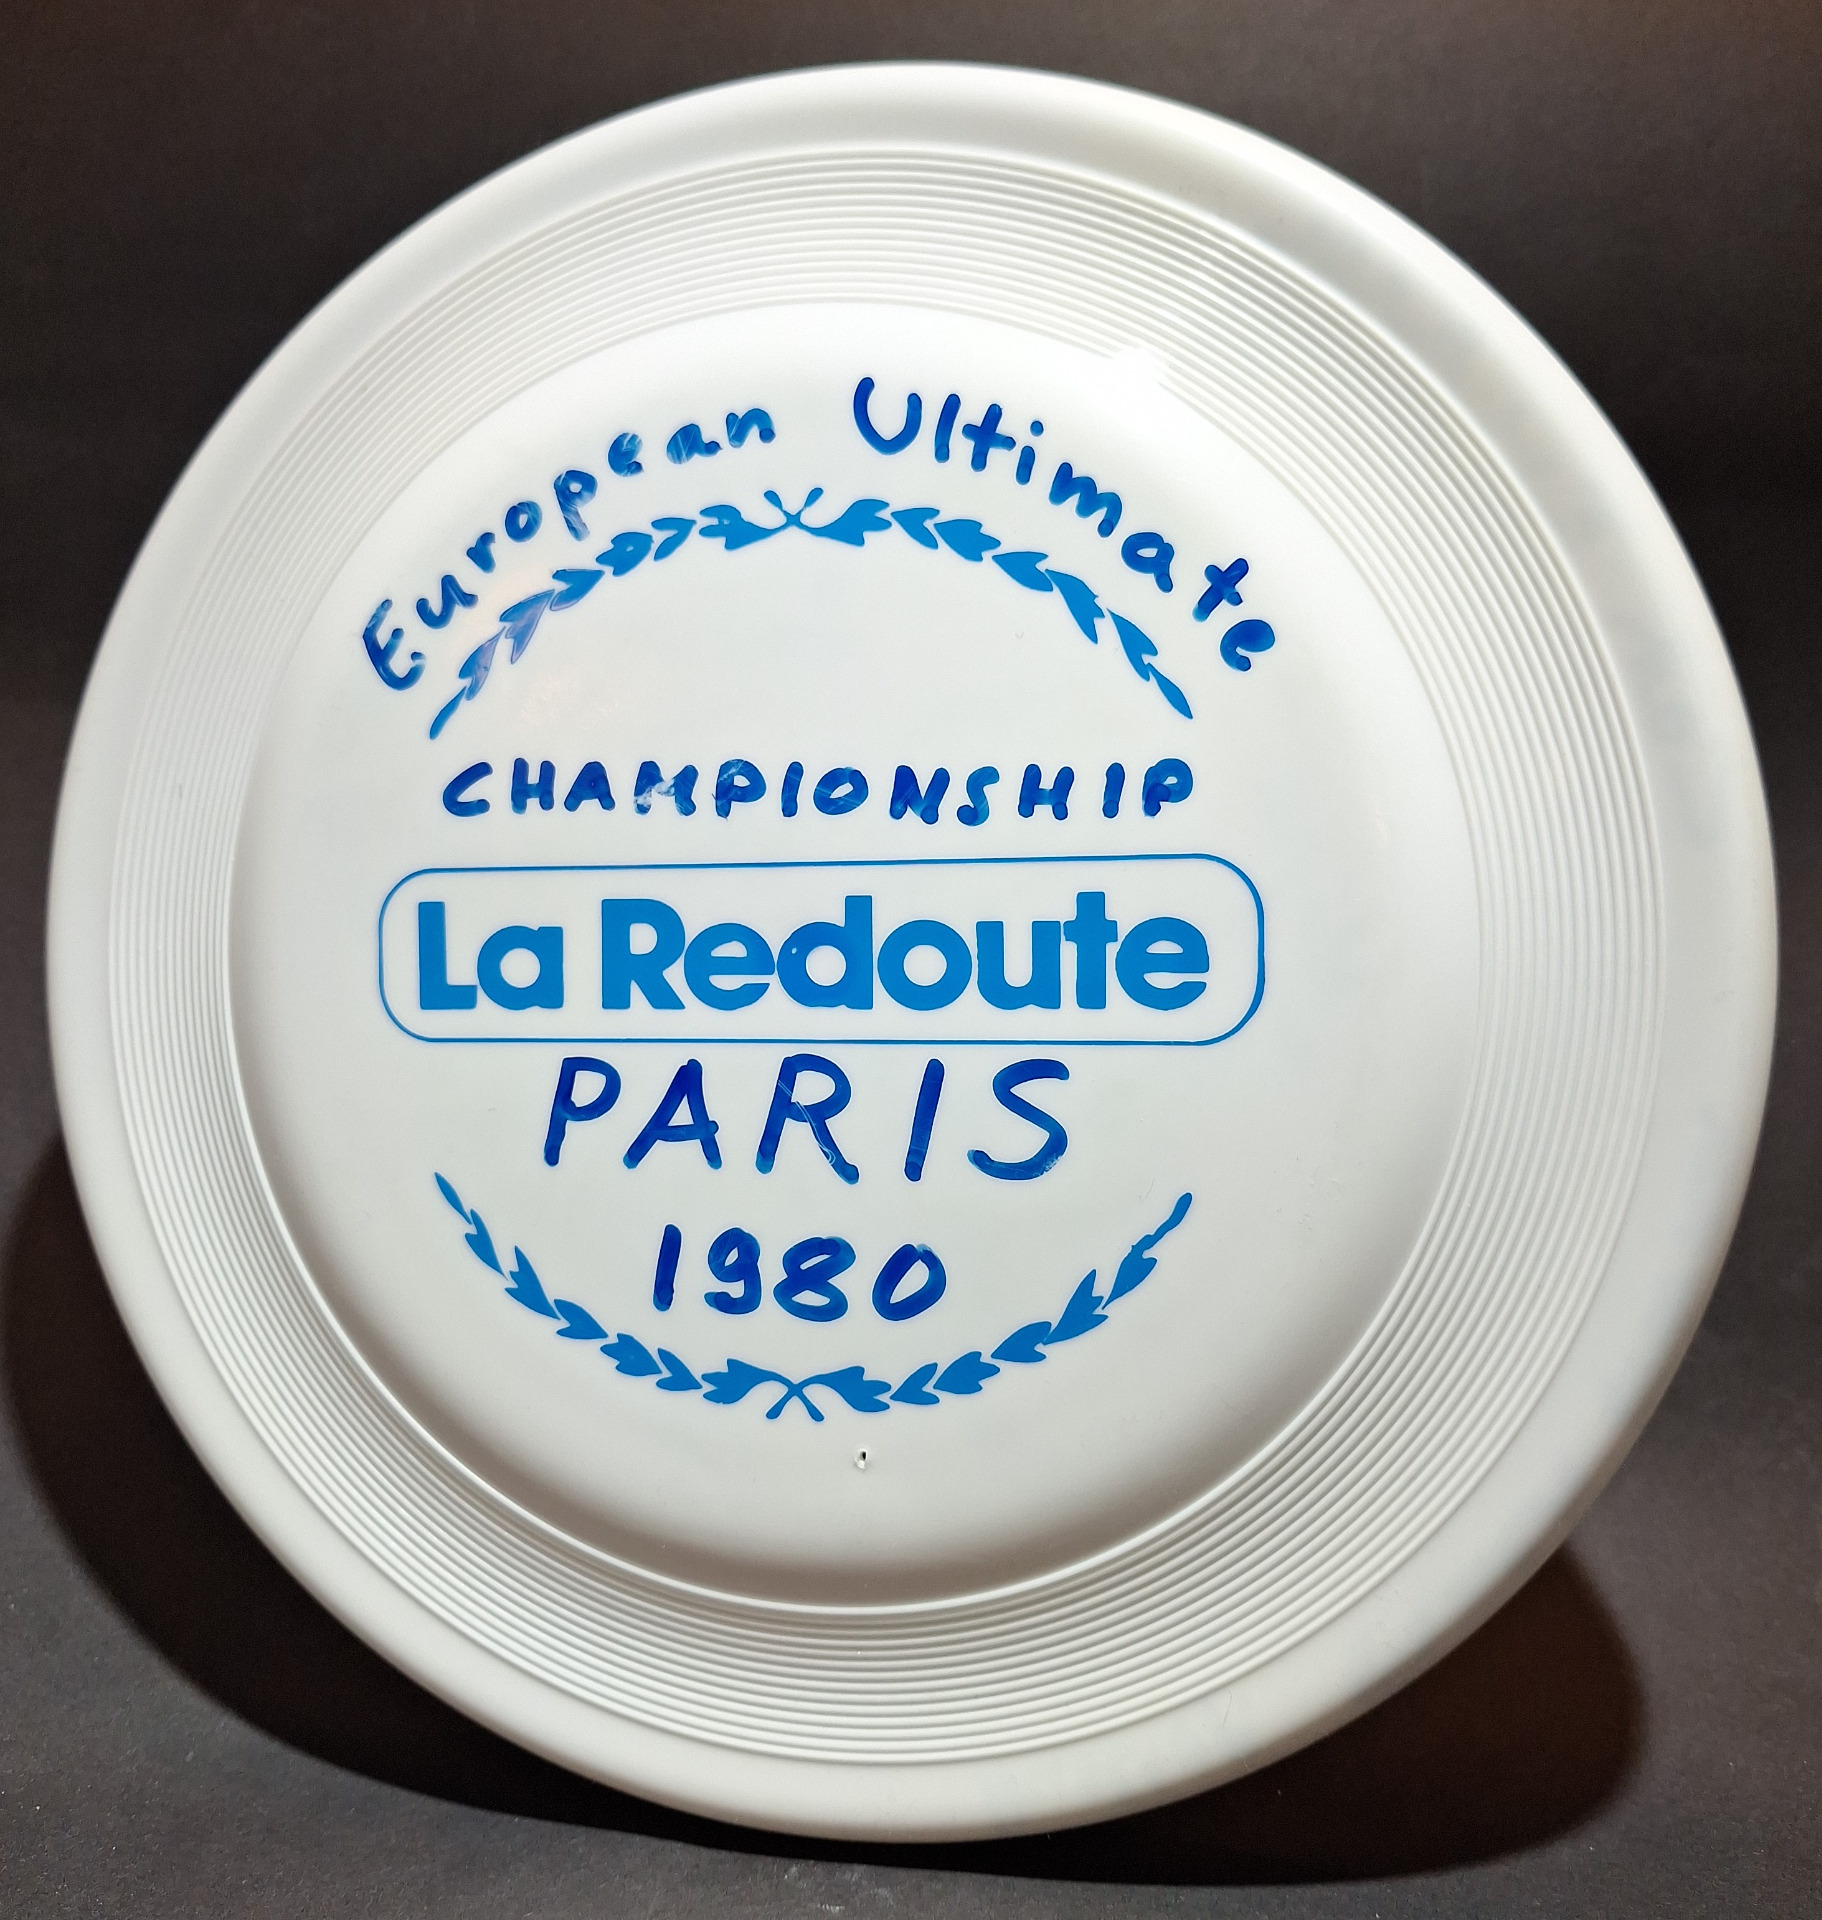 European Ultimate
CHAMPIONSHIP
La Redoute
PARIS
1980